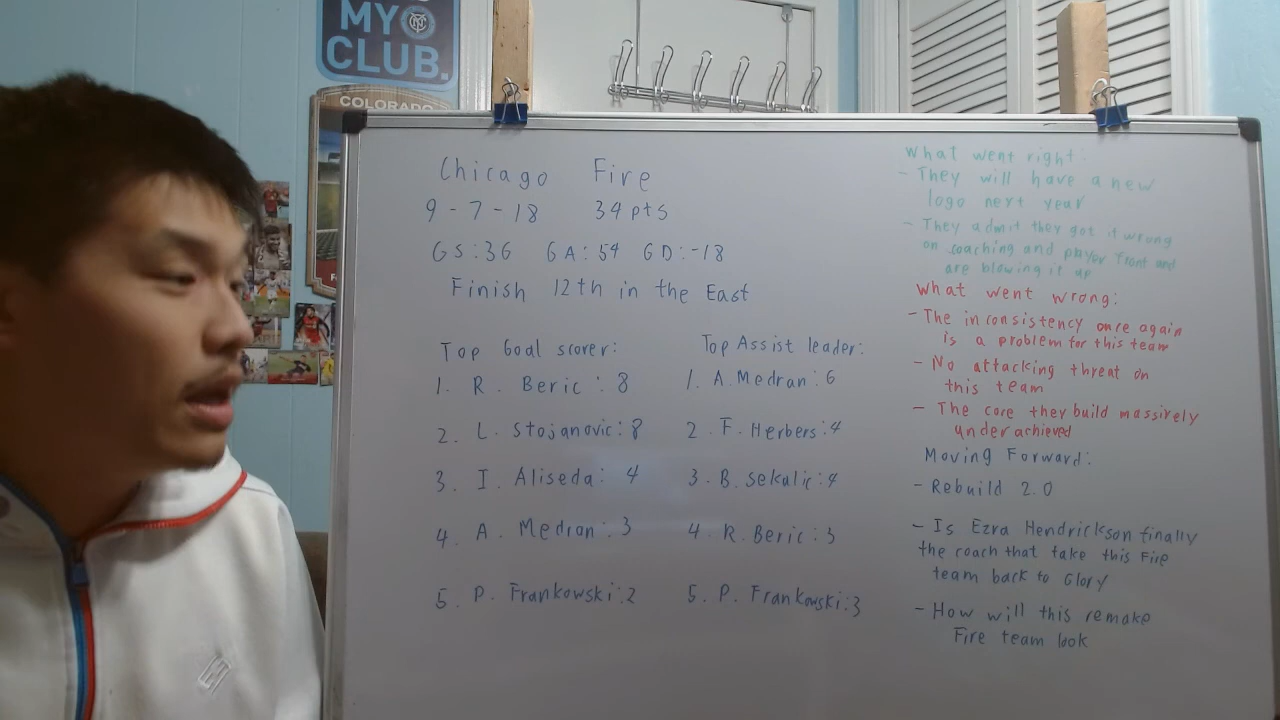 MY
CLUB.
COLORADO
Chicago Fire
9-7-18 34 pts
GS:36 GA:54 GD:-18
Finish 12th in the East
Top Goal scorer:
1. R. Beric: 8
2. L. Stojanovic: 8
3. I. Aliseda: 4
4. A. Medran: 3
5. P. Frankowski: 2
Top Assist leader:
1. A. Medran: 6
2. F. Herbers: 4
3. B. Sekulic: 4
4. R. Beric: 3
5. P. Frankowski: 3
What went right:
- They will have a new
logo next year
- They admit they got it wrong
on coaching and player front and
are blowing it up
What went wrong:
- The inconsistency once again
is a problem for this team
- No attacking threat on
this team
- The core they build massively
underachieved
Moving Forward:
- Rebuild 2.0
- Is Ezra Hendrickson finally
the coach that take this Fire
team back to Glory
- How will this remake
Fire team look